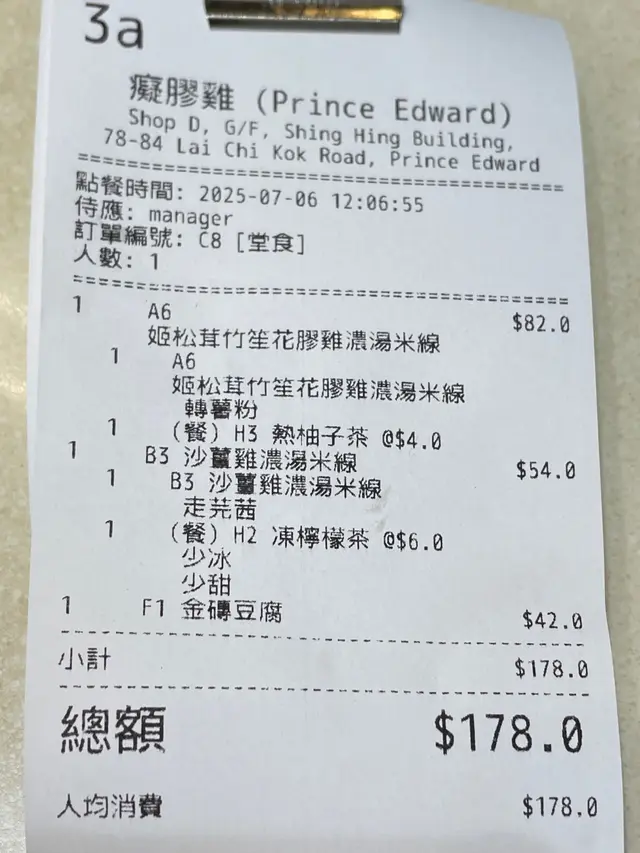 3a
癡膠雞 (Prince Edward)
Shop D, G/F, Shing Hing Building,
78-84 Lai Chi Kok Road, Prince Edward
點餐時間: 2025-07-06 12:06:55
侍應: manager
訂單編號: C8 [堂食]
人數: 1
1 A6 $82.0
姬松茸竹笙花膠雞濃湯米線
1 A6
姬松茸竹笙花膠雞濃湯米線
轉薯粉
1 (餐) H3 熱柚子茶 @$4.0
1 B3 沙薑雞濃湯米線 $54.0
1 B3 沙薑雞濃湯米線
走芫茜
1 (餐) H2 凍檸檬茶 @$6.0
少冰
少甜
1 F1 金磚豆腐 $42.0
小計 $178.0
總額 $178.0
人均消費 $178.0